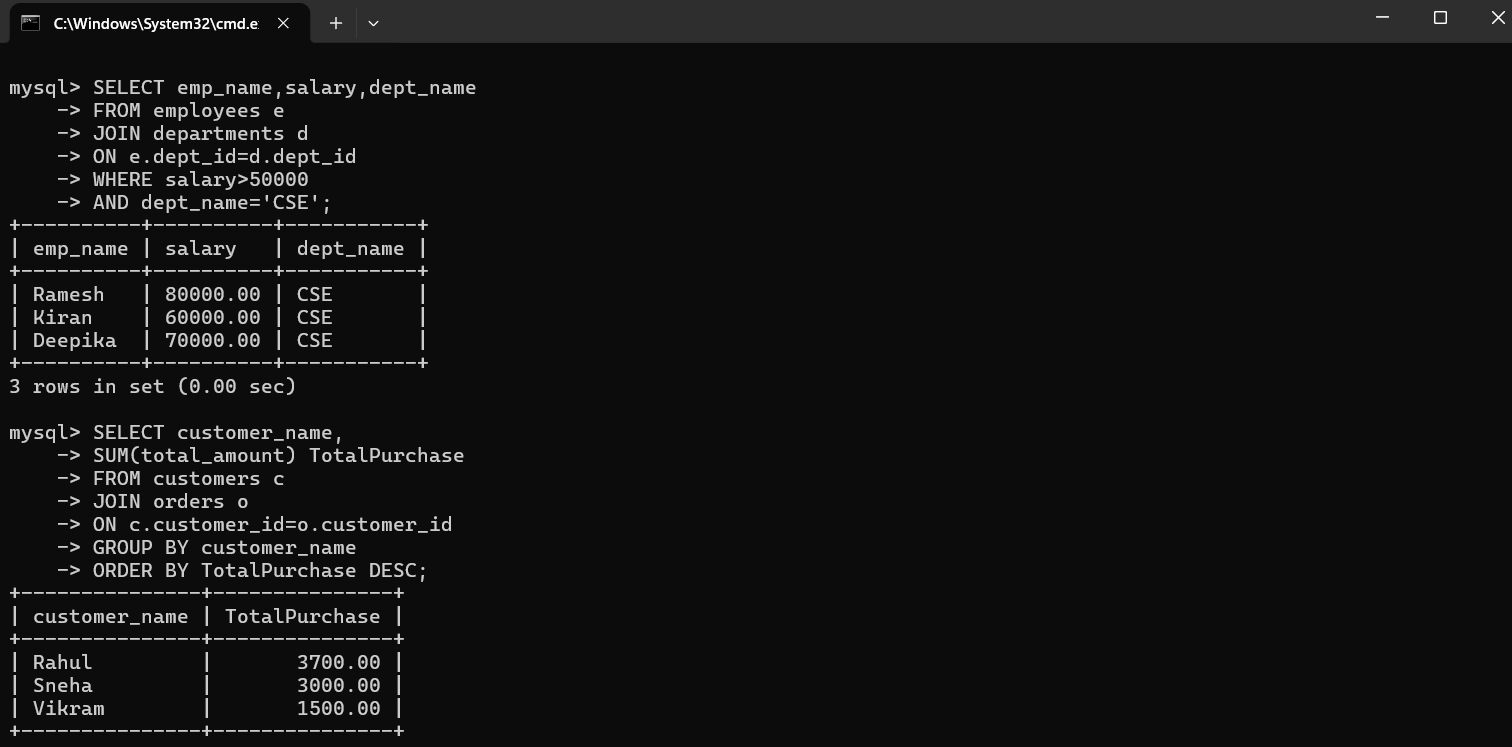 C:\Windows\System32\cmd.e
mysql> SELECT emp_name,salary,dept_name
    -> FROM employees e
    -> JOIN departments d
    -> ON e.dept_id=d.dept_id
    -> WHERE salary>50000
    -> AND dept_name='CSE';
+----------+----------+-----------+
| emp_name | salary   | dept_name |
+----------+----------+-----------+
| Ramesh   | 80000.00 | CSE       |
| Kiran    | 60000.00 | CSE       |
| Deepika  | 70000.00 | CSE       |
+----------+----------+-----------+
3 rows in set (0.00 sec)
mysql> SELECT customer_name,
    -> SUM(total_amount) TotalPurchase
    -> FROM customers c
    -> JOIN orders o
    -> ON c.customer_id=o.customer_id
    -> GROUP BY customer_name
    -> ORDER BY TotalPurchase DESC;
+---------------+---------------+
| customer_name | TotalPurchase |
+---------------+---------------+
| Rahul         |       3700.00 |
| Sneha         |       3000.00 |
| Vikram        |       1500.00 |
+---------------+---------------+